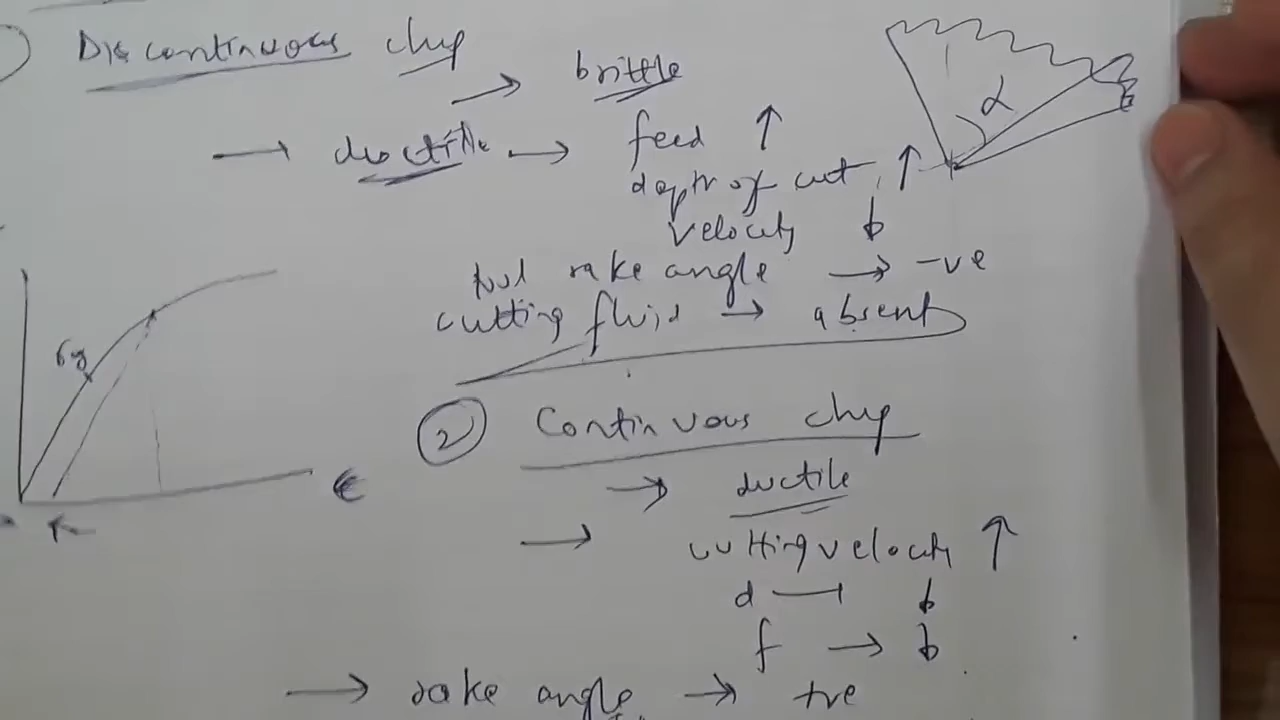 Discontinuous chip
→ brittle
→ ductile → feed ↑
depth of cut ↑
velocity ↓
tool rake angle → -ve
cutting fluid → absent
α
σy
ε
② Continuous chip
→ ductile
→ cutting velocity ↑
d → ↓
f → ↓
→ rake angle → +ve